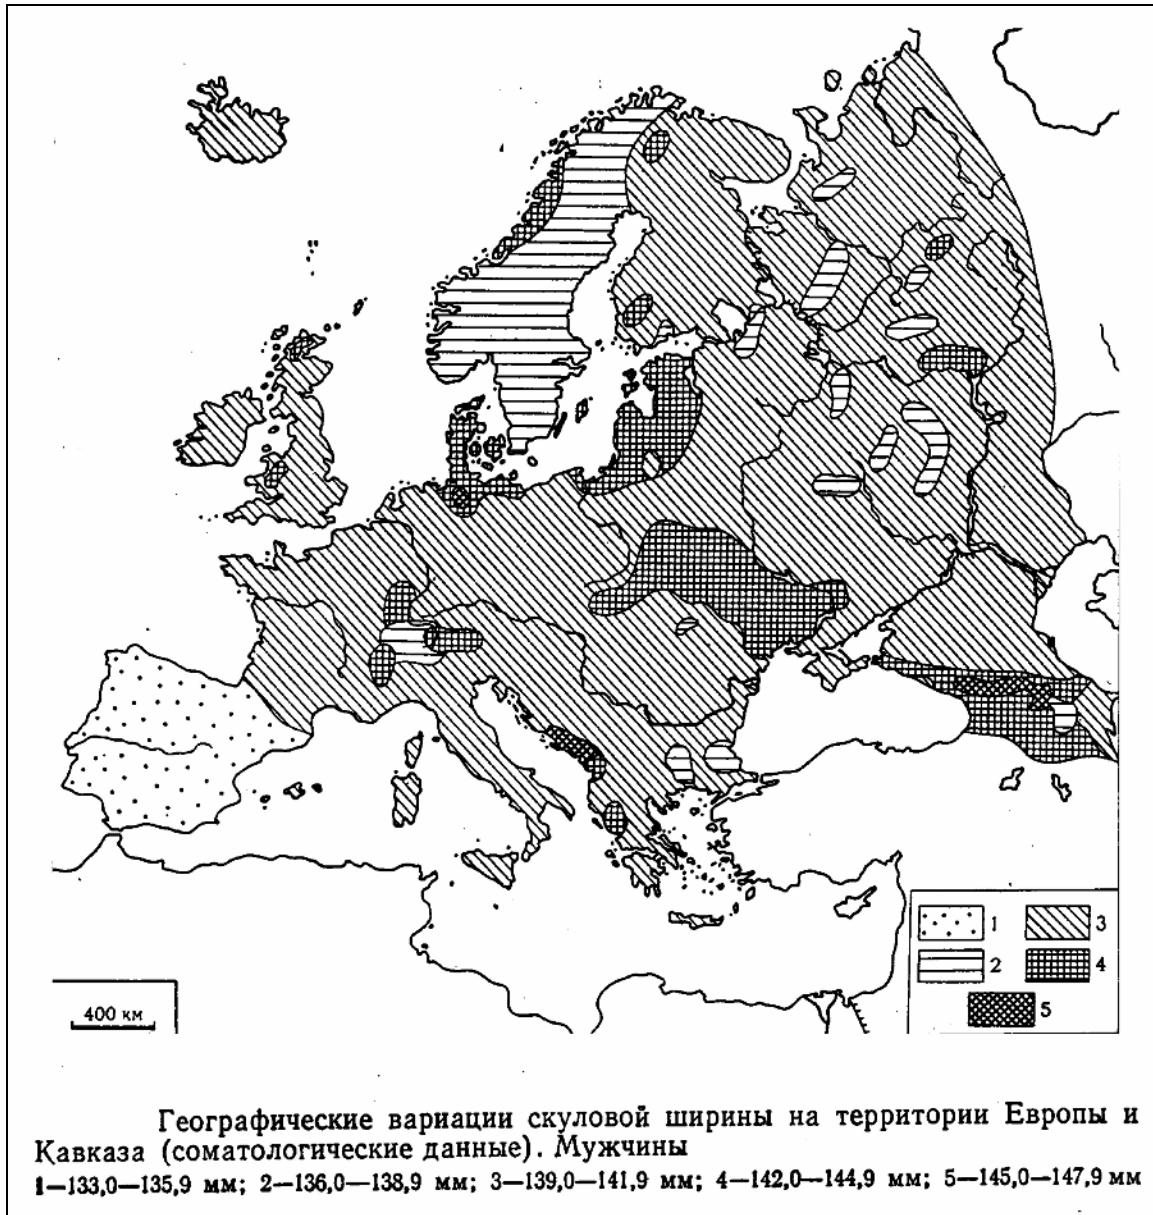 1
3
2
4
5
400 км
Географические вариации скуловой ширины на территории Европы и
Кавказа (соматологические данные). Мужчины
1—133,0—135,9 мм; 2—136,0—138,9 мм; 3—139,0—141,9 мм; 4—142,0—144,9 мм; 5—145,0—147,9 мм